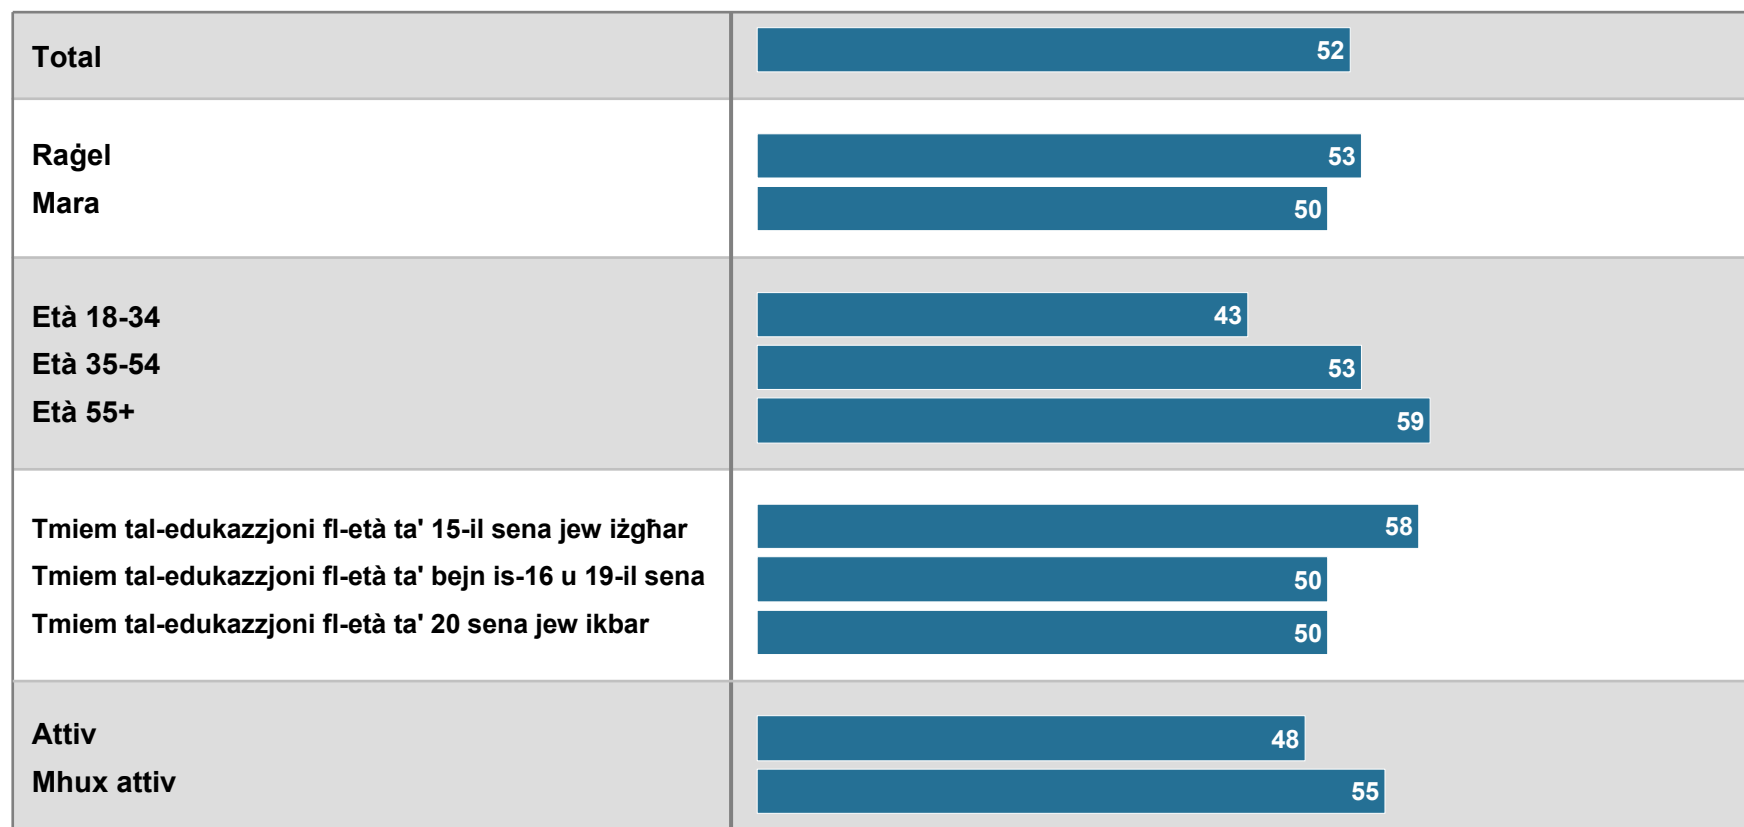 Total 52
Raġel 53
Mara 50
Età 18-34 43
Età 35-54 53
Età 55+ 59
Tmiem tal-edukazzjoni fl-età ta' 15-il sena jew iżgħar 58
Tmiem tal-edukazzjoni fl-età ta' bejn is-16 u 19-il sena 50
Tmiem tal-edukazzjoni fl-età ta' 20 sena jew ikbar 50
Attiv 48
Mhux attiv 55